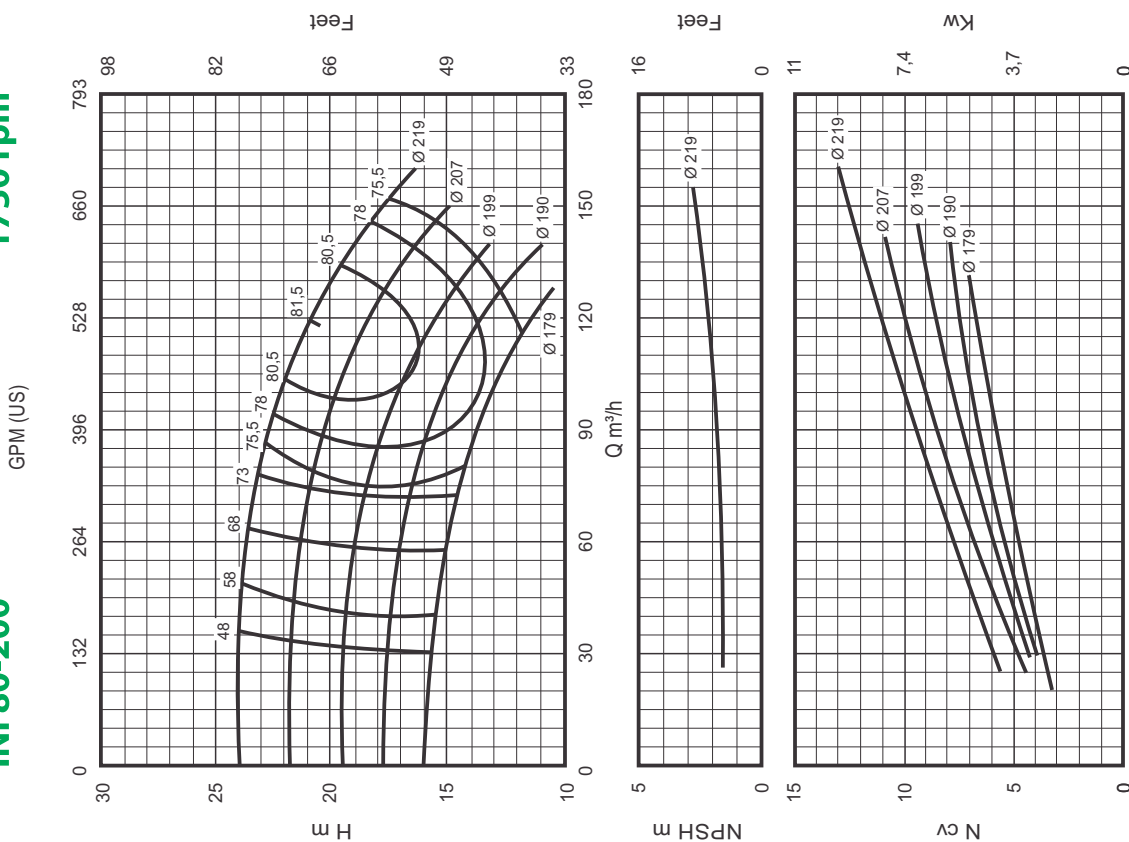 1750 rpm
GPM (US)
0 132 264 396 528 660 793
30
25
20
15
10
H m
98
82
66
49
33
Feet
48
58
68
73
75,5
78
80,5
81,5
80,5
78
75,5
Ø 219
Ø 207
Ø 199
Ø 190
Ø 179
0 30 60 90 120 150 180
Q m³/h
5
0
NPSH m
Ø 219
16
0
Feet
15
10
5
0
N cv
Ø 219
Ø 207
Ø 199
Ø 190
Ø 179
11
7,4
3,7
0
Kw